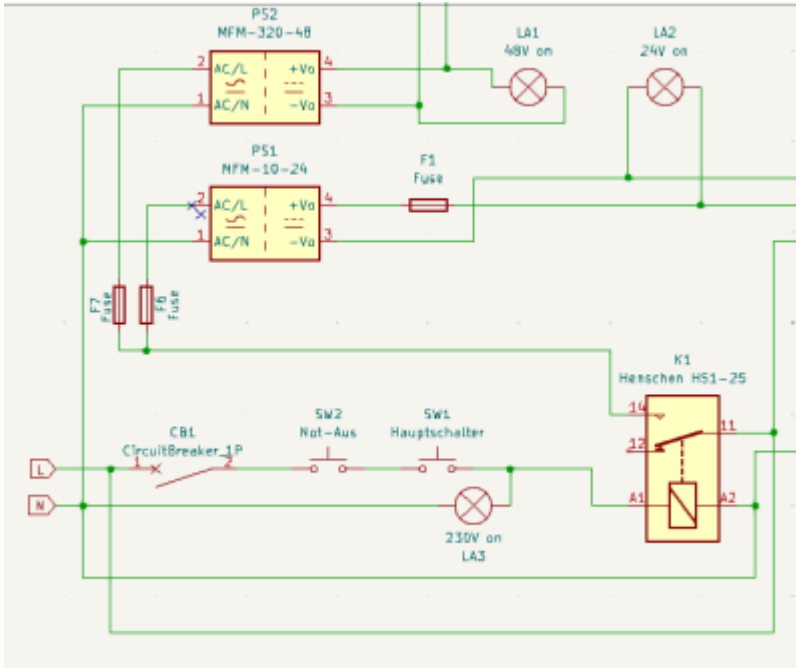 PS2
MFM-320-48
2 AC/L +Vo 4
1 AC/N -Vo 3
LA1
48V on
LA2
24V on
PS1
MFM-10-24
2 AC/L +Vo 4
1 AC/N -Vo 3
F1
Fuse
F7
Fuse
F6
Fuse
K1
Henschen HS1-25
14
12
11
A1
A2
CB1
CircuitBreaker_1P
1
2
SW2
Not-Aus
SW1
Hauptschalter
L
N
230V on
LA3